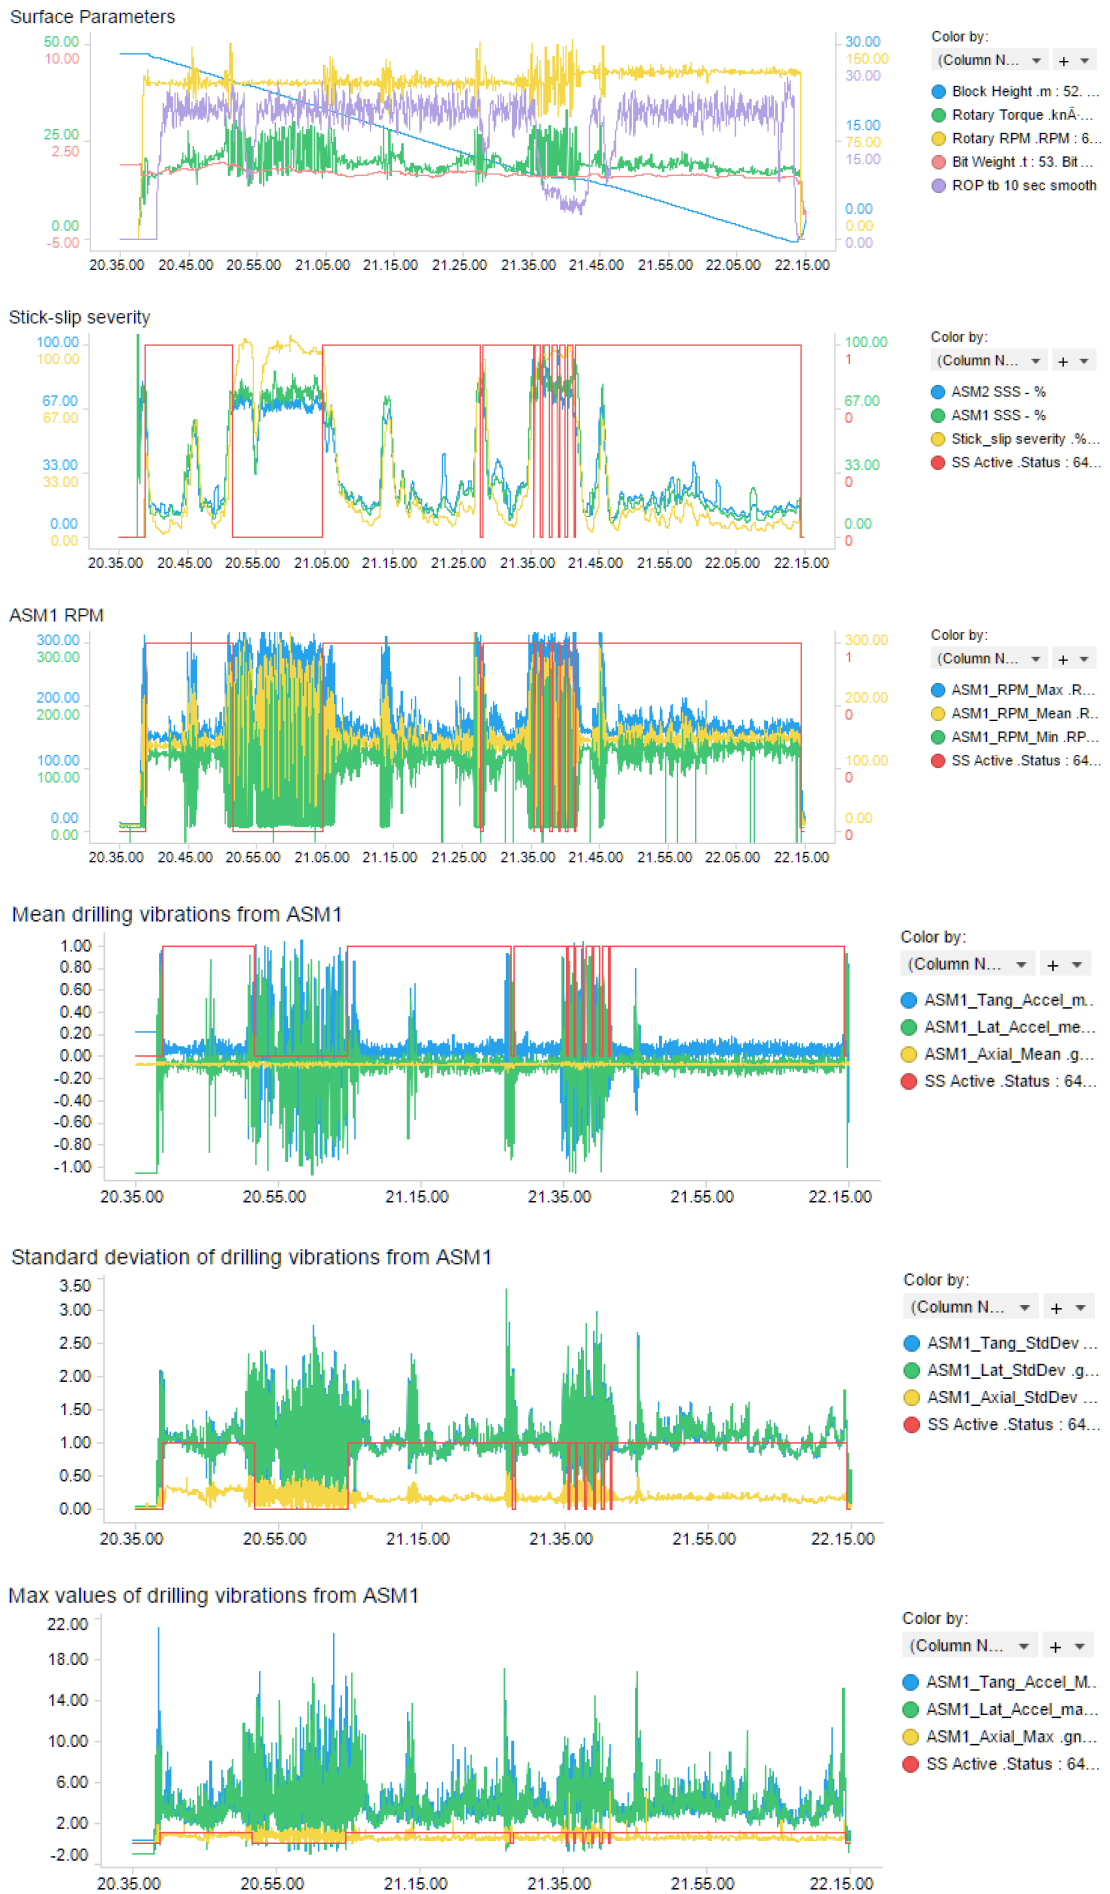 Surface Parameters
50.00
10.00
25.00
2.50
0.00
-5.00
30.00
150.00
30.00
15.00
75.00
15.00
0.00
0.00
0.00
20.35.00 20.45.00 20.55.00 21.05.00 21.15.00 21.25.00 21.35.00 21.45.00 21.55.00 22.05.00 22.15.00
Color by:
(Column N... +
Block Height .m : 52. ...
Rotary Torque .knÂ·...
Rotary RPM .RPM : 6...
Bit Weight .t : 53. Bit ...
ROP tb 10 sec smooth
Stick-slip severity
100.00
100.00
67.00
67.00
33.00
33.00
0.00
0.00
100.00
1
67.00
0
33.00
0
0.00
0
20.35.00 20.45.00 20.55.00 21.05.00 21.15.00 21.25.00 21.35.00 21.45.00 21.55.00 22.05.00 22.15.00
Color by:
(Column N... +
ASM2 SSS - %
ASM1 SSS - %
Stick_slip severity .%...
SS Active .Status : 64...
ASM1 RPM
300.00
300.00
200.00
200.00
100.00
100.00
0.00
0.00
300.00
1
200.00
0
100.00
0
0.00
0
20.35.00 20.45.00 20.55.00 21.05.00 21.15.00 21.25.00 21.35.00 21.45.00 21.55.00 22.05.00 22.15.00
Color by:
(Column N... +
ASM1_RPM_Max .R...
ASM1_RPM_Mean .R..
ASM1_RPM_Min .RP...
SS Active .Status : 64...
Mean drilling vibrations from ASM1
1.00
0.80
0.60
0.40
0.20
0.00
-0.20
-0.40
-0.60
-0.80
-1.00
20.35.00 20.55.00 21.15.00 21.35.00 21.55.00 22.15.00
Color by:
(Column N... +
ASM1_Tang_Accel_m..
ASM1_Lat_Accel_me...
ASM1_Axial_Mean .g...
SS Active .Status : 64...
Standard deviation of drilling vibrations from ASM1
3.50
3.00
2.50
2.00
1.50
1.00
0.50
0.00
20.35.00 20.55.00 21.15.00 21.35.00 21.55.00 22.15.00
Color by:
(Column N... +
ASM1_Tang_StdDev ...
ASM1_Lat_StdDev .g...
ASM1_Axial_StdDev ...
SS Active .Status : 64...
Max values of drilling vibrations from ASM1
22.00
18.00
14.00
10.00
6.00
2.00
-2.00
20.35.00 20.55.00 21.15.00 21.35.00 21.55.00 22.15.00
Color by:
(Column N... +
ASM1_Tang_Accel_M..
ASM1_Lat_Accel_ma...
ASM1_Axial_Max .gn...
SS Active .Status : 64...